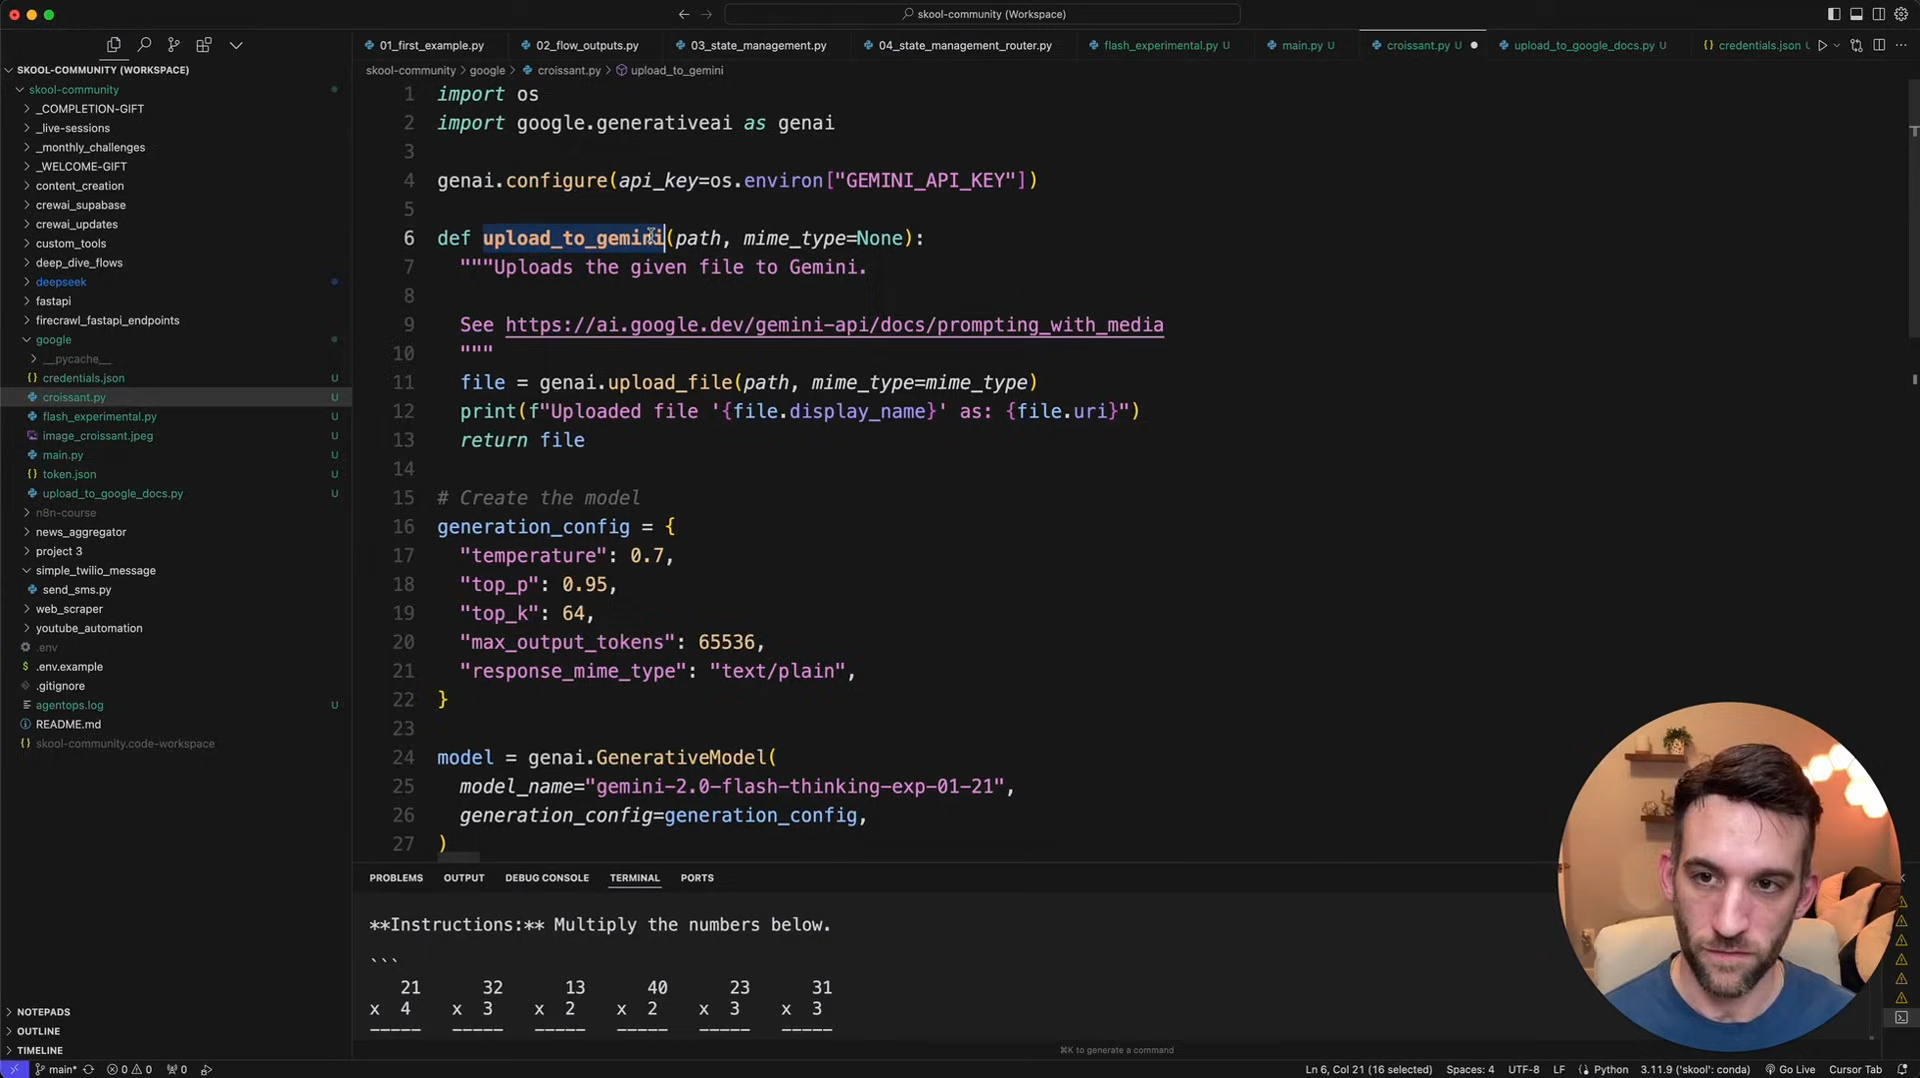 skool-community (Workspace)
01_first_example.py
02_flow_outputs.py
03_state_management.py
04_state_management_router.py
flash_experimental.py U
main.py U
croissant.py U
upload_to_google_docs.py U
credentials.json U
skool-community > google > croissant.py > upload_to_gemini
SKOOL-COMMUNITY (WORKSPACE)
skool-community
_COMPLETION-GIFT
_live-sessions
_monthly_challenges
_WELCOME-GIFT
content_creation
crewai_supabase
crewai_updates
custom_tools
deep_dive_flows
deepseek
fastapi
firecrawl_fastapi_endpoints
google
__pycache__
credentials.json U
croissant.py U
flash_experimental.py U
image_croissant.jpeg U
main.py U
token.json U
upload_to_google_docs.py U
n8n-course
news_aggregator
project 3
simple_twilio_message
send_sms.py
web_scraper
youtube_automation
.env
.env.example
.gitignore
agentops.log U
README.md
skool-community.code-workspace
NOTEPADS
OUTLINE
TIMELINE
1 import os
2 import google.generativeai as genai
3
4 genai.configure(api_key=os.environ["GEMINI_API_KEY"])
5
6 def upload_to_gemini(path, mime_type=None):
7 """Uploads the given file to Gemini.
8
9 See https://ai.google.dev/gemini-api/docs/prompting_with_media
10 """
11 file = genai.upload_file(path, mime_type=mime_type)
12 print(f"Uploaded file '{file.display_name}' as: {file.uri}")
13 return file
14
15 # Create the model
16 generation_config = {
17 "temperature": 0.7,
18 "top_p": 0.95,
19 "top_k": 64,
20 "max_output_tokens": 65536,
21 "response_mime_type": "text/plain",
22 }
23
24 model = genai.GenerativeModel(
25 model_name="gemini-2.0-flash-thinking-exp-01-21",
26 generation_config=generation_config,
27 )
PROBLEMS OUTPUT DEBUG CONSOLE TERMINAL PORTS
**Instructions:** Multiply the numbers below.
```
21 32 13 40 23 31
x 4 x 3 x 2 x 2 x 3 x 3
----- ----- ----- ----- ----- -----
⌘K to generate a command
main* 0 0 0 Ln 6, Col 21 (16 selected) Spaces: 4 UTF-8 LF Python 3.11.9 ('skool': conda) Go Live Cursor Tab